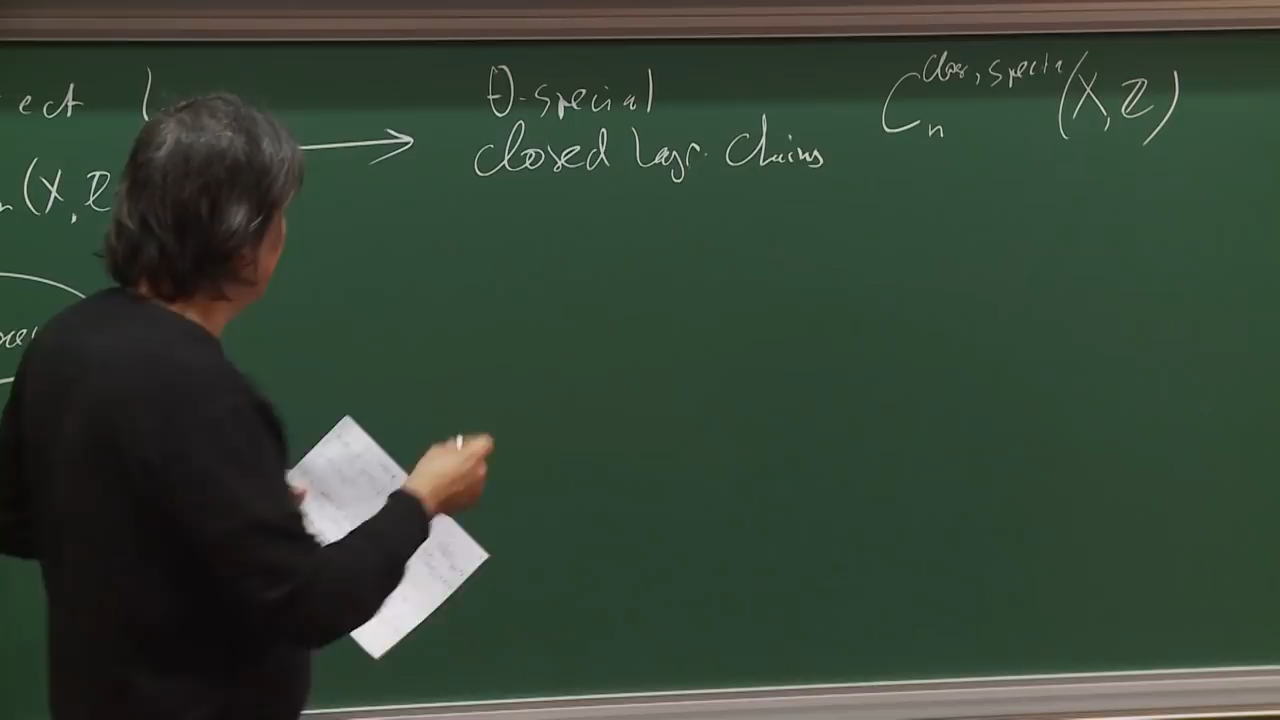 ect
(X, Z
θ-special
closed Lagr. chains
C_n^{clos, special} (X, Z)